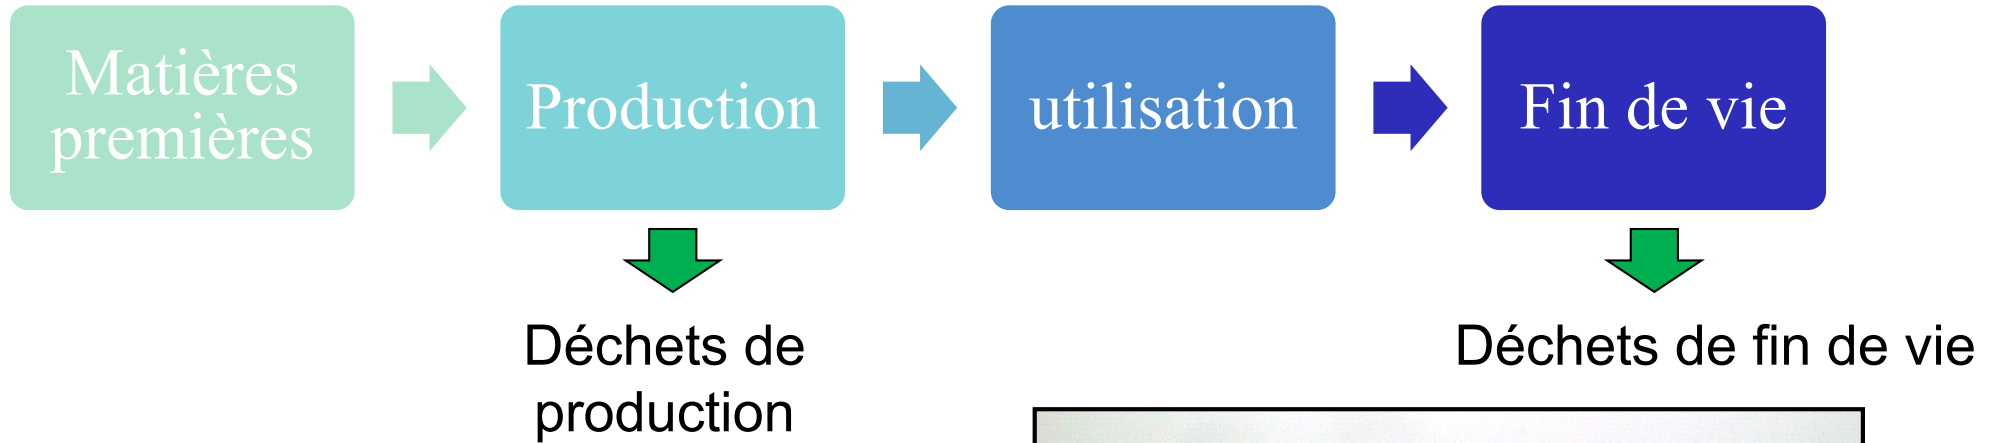 Matières
premières
Production
utilisation
Fin de vie
Déchets de
production
Déchets de fin de vie